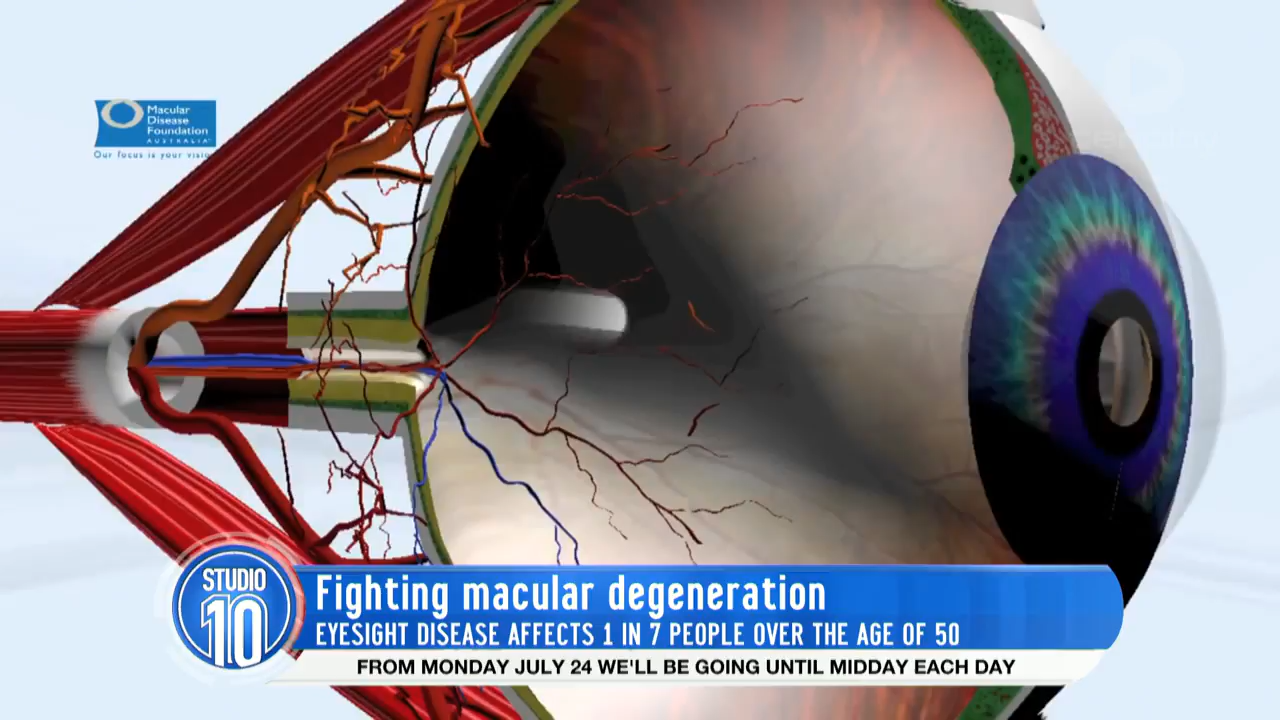 Macular
Disease
Foundation
AUSTRALIA
Our focus is your visio
STUDIO
10
Fighting macular degeneration
EYESIGHT DISEASE AFFECTS 1 IN 7 PEOPLE OVER THE AGE OF 50
FROM MONDAY JULY 24 WE'LL BE GOING UNTIL MIDDAY EACH DAY